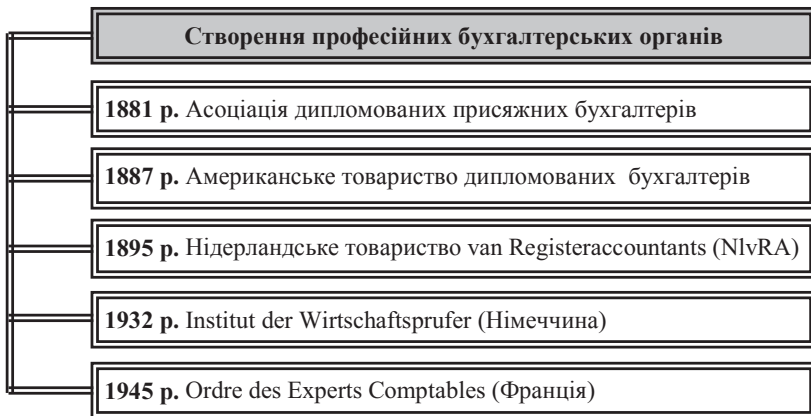 Створення професійних бухгалтерських органів
1881 р. Асоціація дипломованих присяжних бухгалтерів
1887 р. Американське товариство дипломованих бухгалтерів
1895 р. Нідерландське товариство van Registeraccountants (NlvRA)
1932 р. Institut der Wirtschaftsprufer (Німеччина)
1945 р. Ordre des Experts Comptables (Франція)